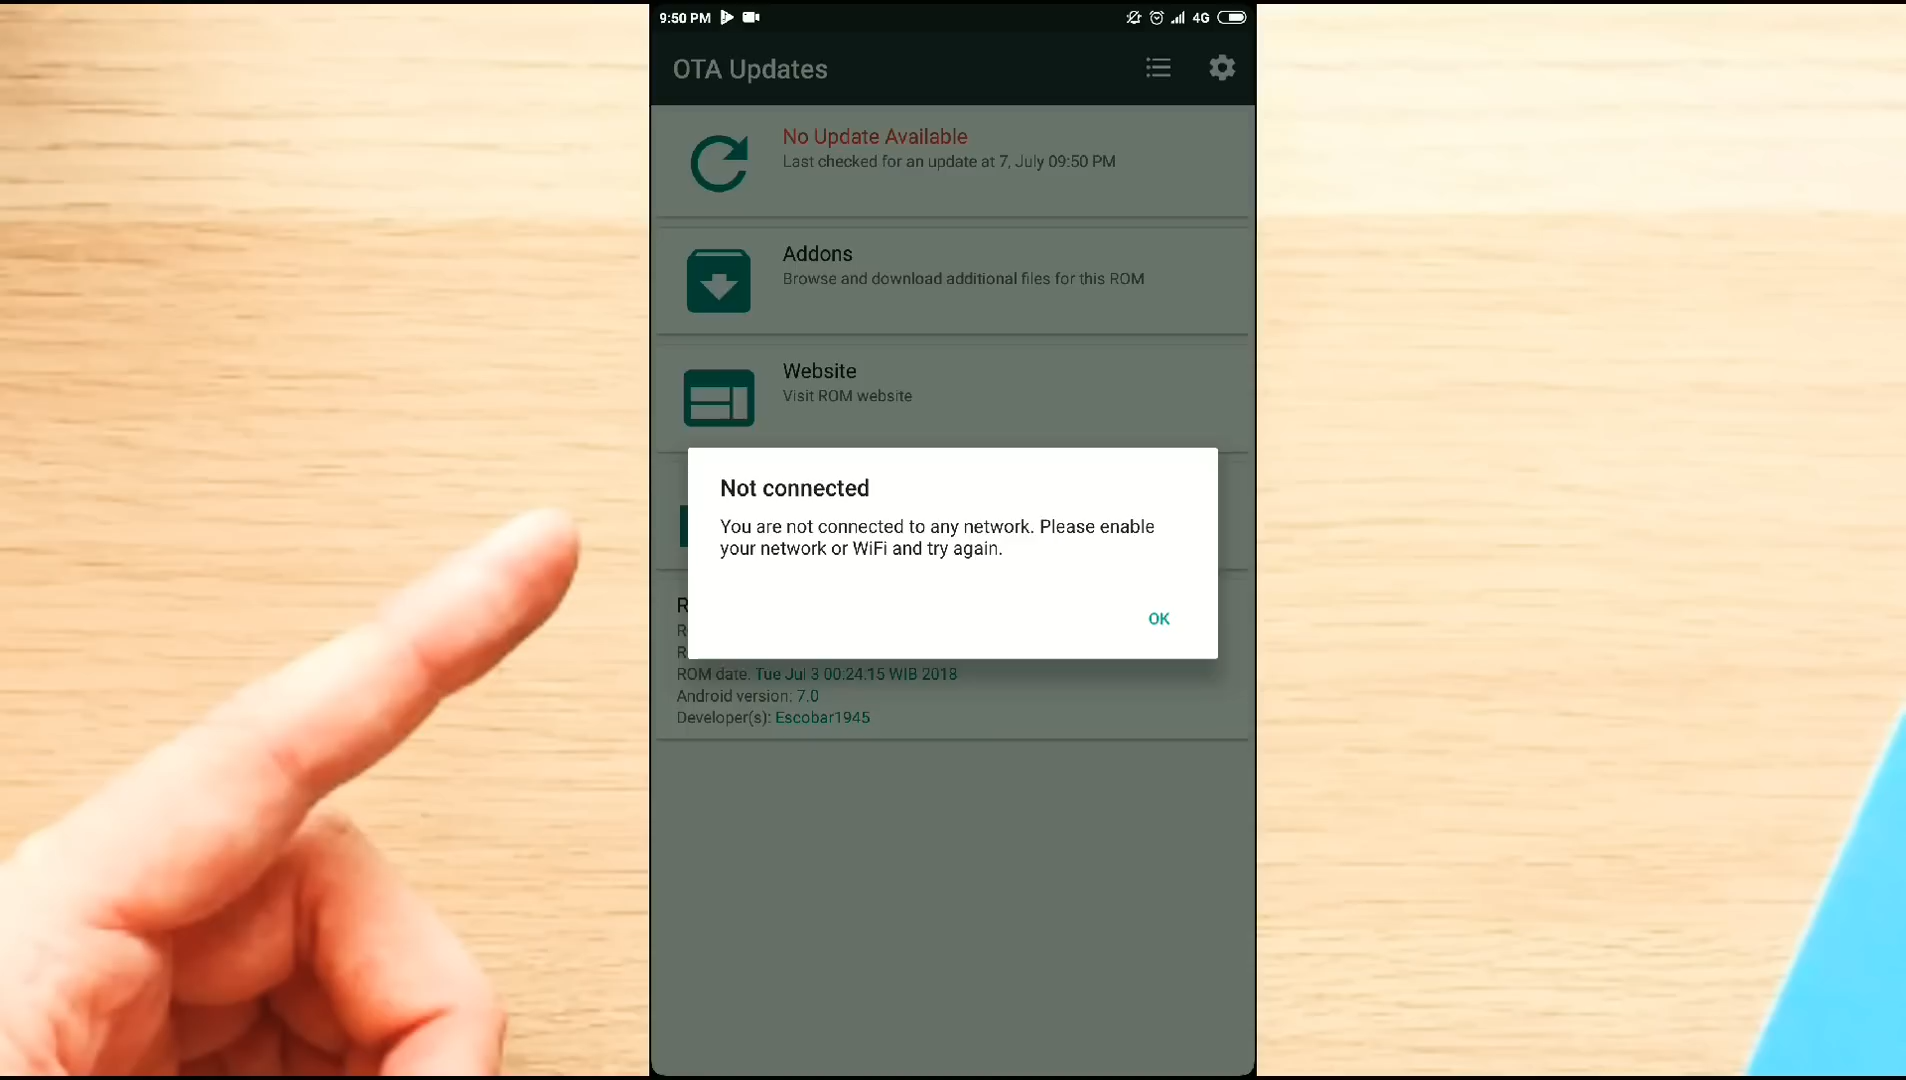 9:50 PM 4G
OTA Updates
No Update Available
Last checked for an update at 7, July 09:50 PM
Addons
Browse and download additional files for this ROM
Website
Visit ROM website
Not connected
You are not connected to any network. Please enable
your network or WiFi and try again.
OK
R
R
R
ROM date: Tue Jul 3 00:24:15 WIB 2018
Android version: 7.0
Developer(s): Escobar1945